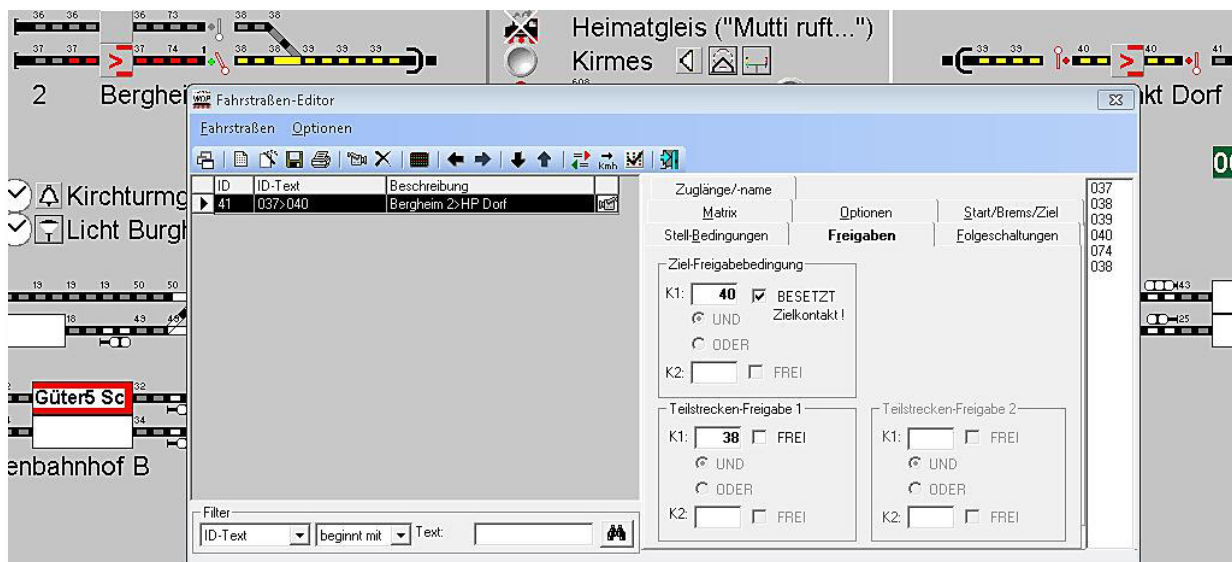 36 36 36 73 38 38
37 37 37 74 1 38 38 39 39 39
2 Berghei
Heimatgleis ("Mutti ruft...")
Kirmes
39 39 40 40 41
nkt Dorf
Kirchturmg
Licht Burgh
19 19 19 50 50
18 49 49
Güter5 Sc 32
34
enbahnhof B
43
25
WDP Fahrstraßen-Editor
Fahrstraßen Optionen
Kmh
ID ID-Text Beschreibung
41 037>040 Bergheim 2>HP Dorf
Filter
ID-Text beginnt mit Text:
Zuglänge/-name
Matrix Optionen Start/Brems/Ziel
Stell-Bedingungen Freigaben Folgeschaltungen
Ziel-Freigabebedingung
K1: 40 BESETZT
UND Zielkontakt !
ODER
K2: FREI
Teilstrecken-Freigabe 1
K1: 38 FREI
UND
ODER
K2: FREI
Teilstrecken-Freigabe 2
K1: FREI
UND
ODER
K2: FREI
037
038
039
040
074
038